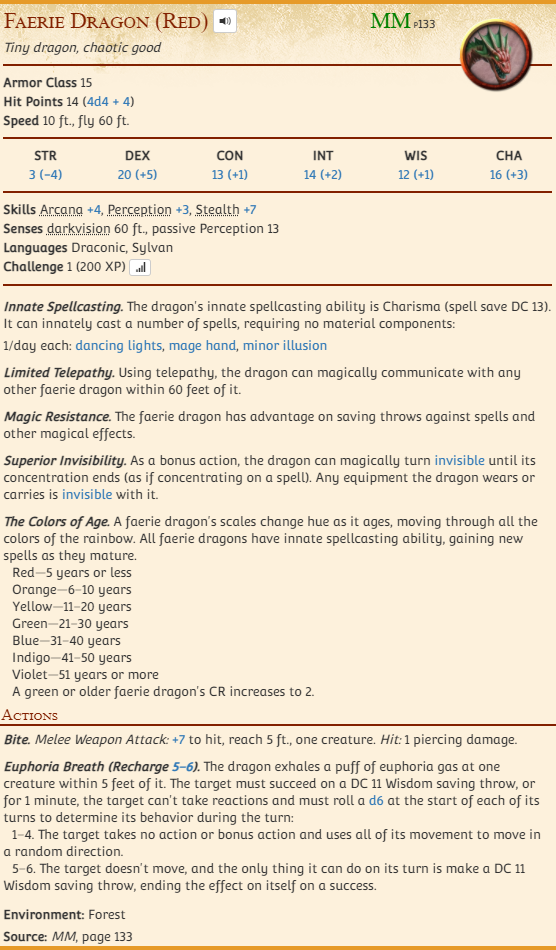 Faerie Dragon (Red) MM p133
Tiny dragon, chaotic good
Armor Class 15
Hit Points 14 (4d4 + 4)
Speed 10 ft., fly 60 ft.
STR DEX CON INT WIS CHA
3 (−4) 20 (+5) 13 (+1) 14 (+2) 12 (+1) 16 (+3)
Skills Arcana +4, Perception +3, Stealth +7
Senses darkvision 60 ft., passive Perception 13
Languages Draconic, Sylvan
Challenge 1 (200 XP)
Innate Spellcasting. The dragon's innate spellcasting ability is Charisma (spell save DC 13).
It can innately cast a number of spells, requiring no material components:
1/day each: dancing lights, mage hand, minor illusion
Limited Telepathy. Using telepathy, the dragon can magically communicate with any
other faerie dragon within 60 feet of it.
Magic Resistance. The faerie dragon has advantage on saving throws against spells and
other magical effects.
Superior Invisibility. As a bonus action, the dragon can magically turn invisible until its
concentration ends (as if concentrating on a spell). Any equipment the dragon wears or
carries is invisible with it.
The Colors of Age. A faerie dragon's scales change hue as it ages, moving through all the
colors of the rainbow. All faerie dragons have innate spellcasting ability, gaining new
spells as they mature.
Red—5 years or less
Orange—6–10 years
Yellow—11–20 years
Green—21–30 years
Blue—31–40 years
Indigo—41–50 years
Violet—51 years or more
A green or older faerie dragon's CR increases to 2.
Actions
Bite. Melee Weapon Attack: +7 to hit, reach 5 ft., one creature. Hit: 1 piercing damage.
Euphoria Breath (Recharge 5–6). The dragon exhales a puff of euphoria gas at one
creature within 5 feet of it. The target must succeed on a DC 11 Wisdom saving throw, or
for 1 minute, the target can't take reactions and must roll a d6 at the start of each of its
turns to determine its behavior during the turn:
1–4. The target takes no action or bonus action and uses all of its movement to move in
a random direction.
5–6. The target doesn't move, and the only thing it can do on its turn is make a DC 11
Wisdom saving throw, ending the effect on itself on a success.
Environment: Forest
Source: MM, page 133